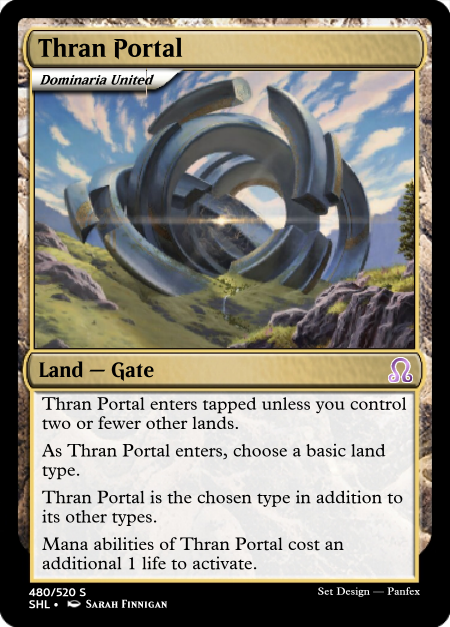 Thran Portal
Dominaria United
Land — Gate
Thran Portal enters tapped unless you control
two or fewer other lands.
As Thran Portal enters, choose a basic land
type.
Thran Portal is the chosen type in addition to
its other types.
Mana abilities of Thran Portal cost an
additional 1 life to activate.
480/520 S
Set Design — Panfex
SHL • Sarah Finnigan